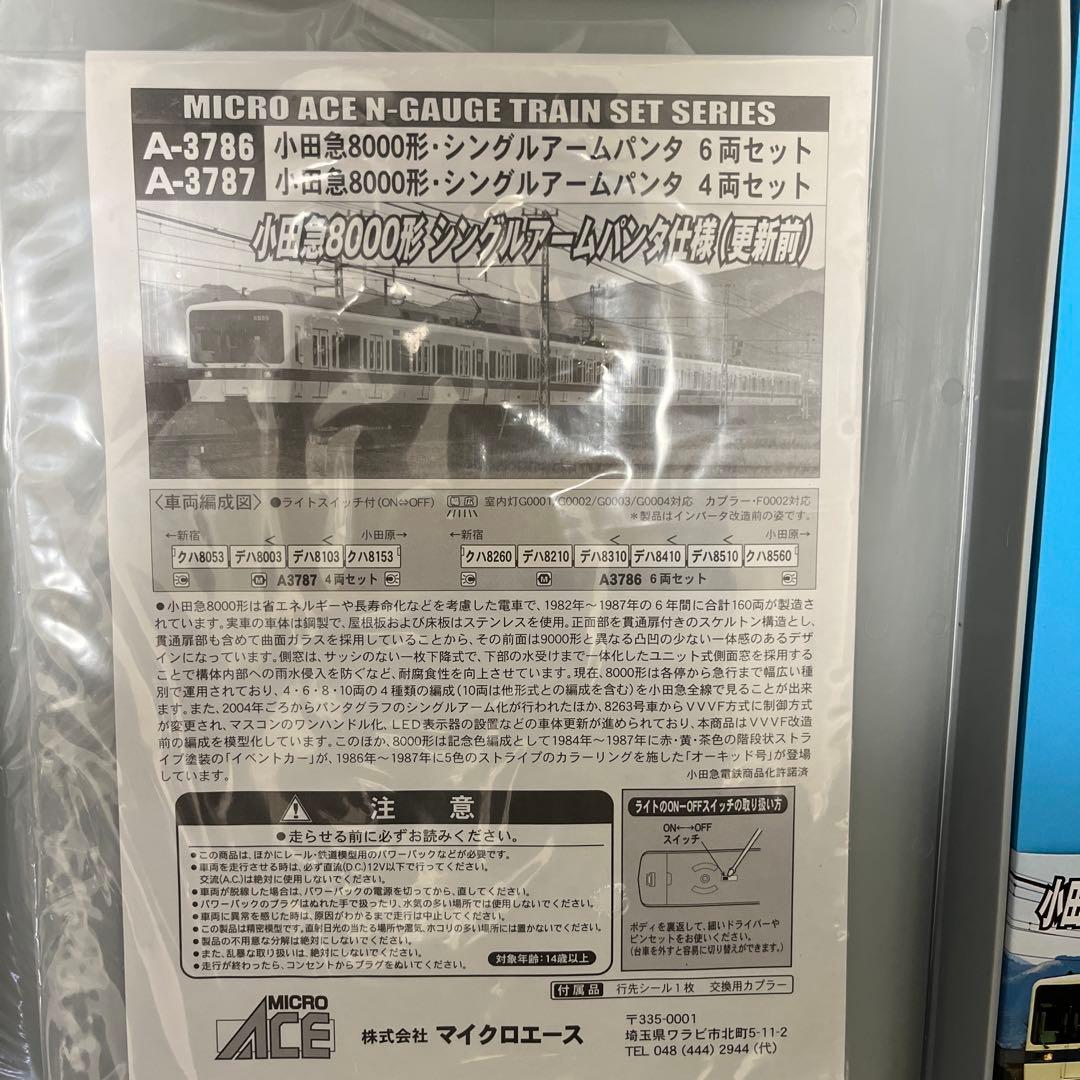 MICRO ACE N-GAUGE TRAIN SET SERIES
A-3786 小田急8000形・シングルアームパンタ 6両セット
A-3787 小田急8000形・シングルアームパンタ 4両セット
小田急8000形 シングルアームパンタ仕様(更新前)
〈車両編成図〉 ●ライトスイッチ付(ON⇔OFF) 室内灯G0001/G0002/G0003/G0004対応 カプラー・F0002対応
＊製品はインバータ改造前の姿です。
←新宿 小田原→ ←新宿 小田原→
クハ8053 デハ8003 デハ8103 クハ8153 クハ8260 デハ8210 デハ8310 デハ8410 デハ8510 クハ8560
M A3787 4両セット M A3786 6両セット
●小田急8000形は省エネルギーや長寿命化などを考慮した電車で、1982年～1987年の6年間に合計160両が製造さ
れています。実車の車体は鋼製で、屋根板および床板はステンレスを使用。正面部を貫通扉付きのスケルトン構造とし、
貫通扉部も含めて曲面ガラスを採用していることから、その前面は9000形と異なる凸凹の少ない一体感のあるデザ
インになっています。側窓は、サッシのない一枚下降式で、下部の水受けまで一体化したユニット式側面窓を採用する
ことで構体内部への雨水侵入を防ぐなど、耐腐食性を向上させています。現在、8000形は各停から急行まで幅広い種
別で運用されており、4・6・8・10両の4種類の編成(10両は他形式との編成を含む)を小田急全線で見ることが出来
ます。また、2004年ごろからパンタグラフのシングルアーム化が行われたほか、8263号車からVVVF方式に制御方式
が変更され、マスコンのワンハンドル化、LED表示器の設置などの車体更新が進められており、本商品はVVVF改造
前の編成を模型化しています。このほか、8000形は記念色編成として1984年～1987年に赤・黄・茶色の階段状ストラ
イプ塗装の「イベントカー」が、1986年～1987年に5色のストライプのカラーリングを施した「オーキッド号」が登場
しています。
小田急電鉄商品化許諾済
注 意
●走らせる前に必ずお読みください。
●この商品は、ほかにレール・鉄道模型用のパワーパックなどが必要です。
●車両を走行させる時は、必ず直流(D.C.)12V以下で行ってください。
交流(A.C.)は絶対に使用しないでください。
●車両が脱線した場合は、パワーパックの電源を切ってから、直してください。
●パワーパックのプラグはぬれた手で扱ったり、水気の多い場所では使用しないでください。
●車両に異常を感じた時は、原因がわかるまで走行は中止してください。
●この製品は精密模型です。直射日光の当たる場所や湿気、ホコリの多い場所には置かないでください。
●製品の不用意な分解は絶対にしないでください。
●また、乱暴な取り扱いは、絶対にしないでください。
●走行が終わったら、コンセントからプラグをぬいてください。
対象年齢：14歳以上
ライトのON-OFFスイッチの取り扱い方
ON←→OFF
スイッチ
ボディを裏返して、細いドライバーや
ピンセットをお使いください。
(台車を外すと容易に切り替えができます。)
付属品 行先シール1枚 交換用カプラー
MICRO
ACE
株式会社 マイクロエース
〒335-0001
埼玉県ワラビ市北町5-11-2
TEL 048 (444) 2944 (代)
小田